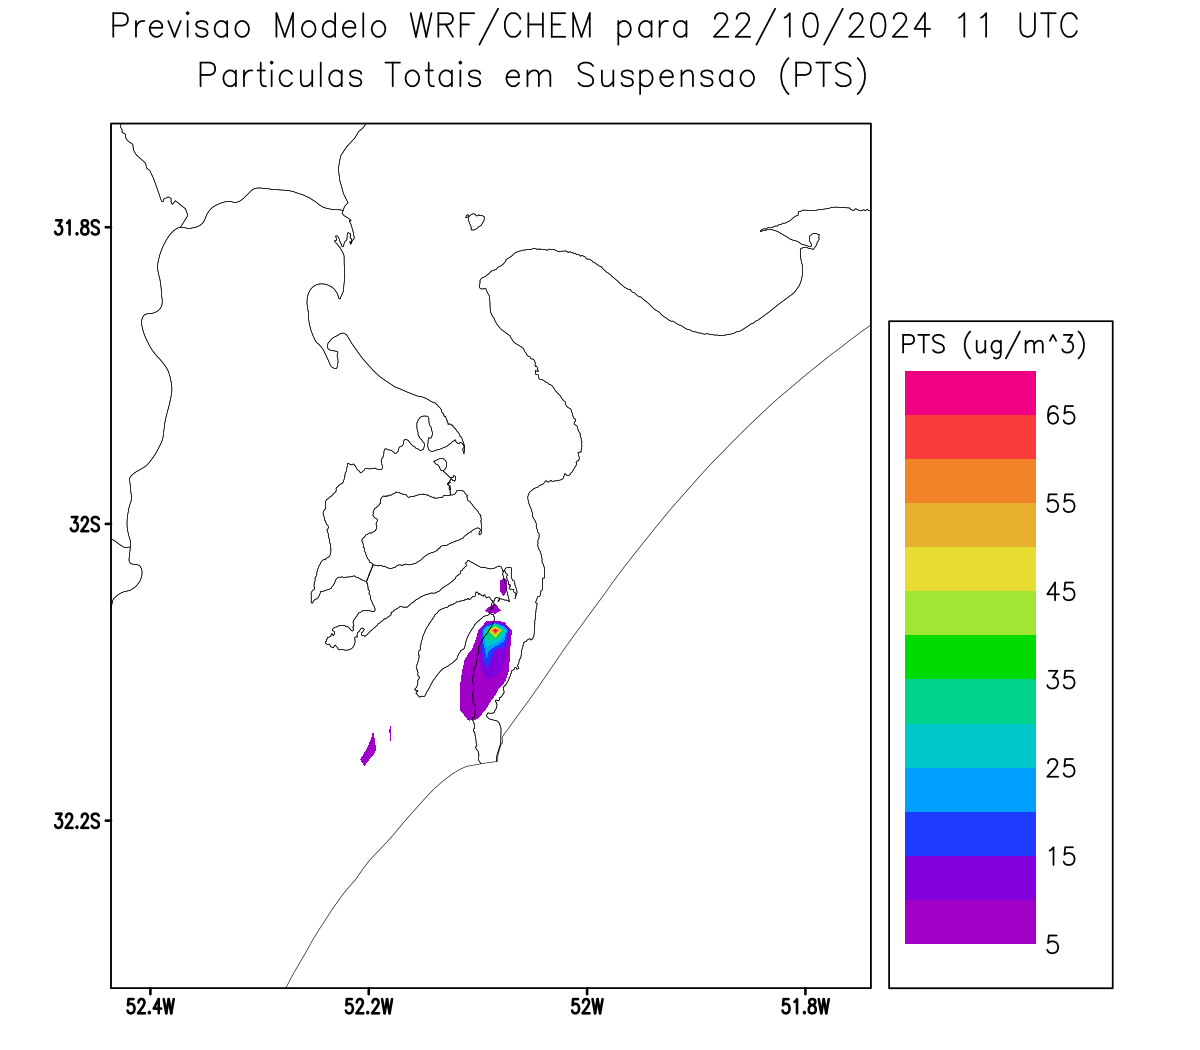 Previsao Modelo WRF/CHEM para 22/10/2024 11 UTC
Particulas Totais em Suspensao (PTS)
31.8S
32S
32.2S
52.4W
52.2W
52W
51.8W
PTS (ug/m^3)
65
55
45
35
25
15
5